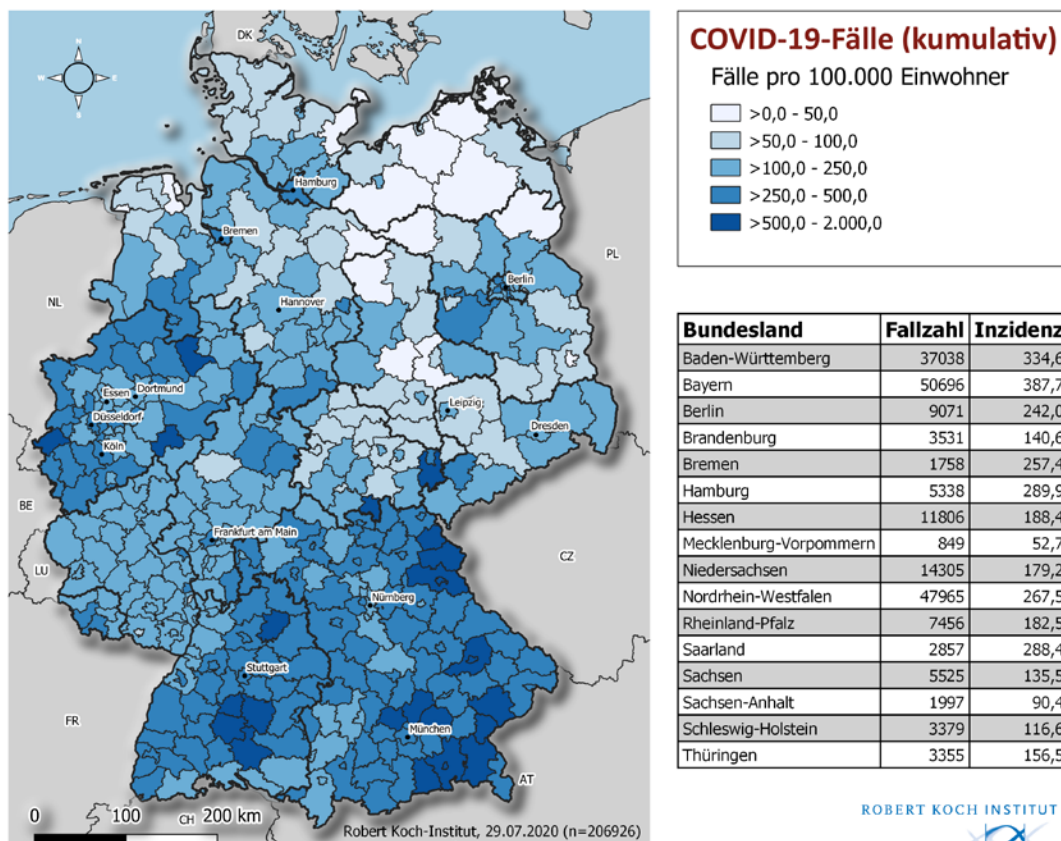 COVID-19-Fälle (kumulativ)
Fälle pro 100.000 Einwohner
>0,0 - 50,0
>50,0 - 100,0
>100,0 - 250,0
>250,0 - 500,0
>500,0 - 2.000,0
N
W E
S
DK
Hamburg
Bremen
PL
Berlin
NL
Hannover
Essen Dortmund
Leipzig
Düsseldorf
Dresden
Köln
BE
Frankfurt am Main
CZ
LU
Nürnberg
Stuttgart
FR
München
AT
0 100 CH 200 km
Robert Koch-Institut, 29.07.2020 (n=206926)
Bundesland Fallzahl Inzidenz
Baden-Württemberg 37038 334,6
Bayern 50696 387,7
Berlin 9071 242,0
Brandenburg 3531 140,6
Bremen 1758 257,4
Hamburg 5338 289,9
Hessen 11806 188,4
Mecklenburg-Vorpommern 849 52,7
Niedersachsen 14305 179,2
Nordrhein-Westfalen 47965 267,5
Rheinland-Pfalz 7456 182,5
Saarland 2857 288,4
Sachsen 5525 135,5
Sachsen-Anhalt 1997 90,4
Schleswig-Holstein 3379 116,6
Thüringen 3355 156,5
ROBERT KOCH INSTITUT